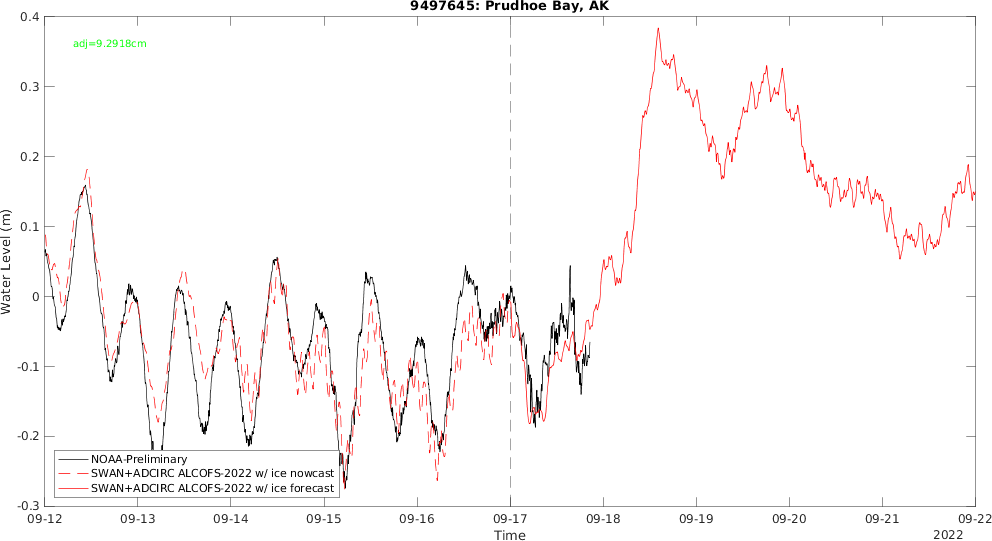 9497645: Prudhoe Bay, AK
adj=9.2918cm
Water Level (m)
0.4
0.3
0.2
0.1
0
-0.1
-0.2
-0.3
NOAA-Preliminary
SWAN+ADCIRC ALCOFS-2022 w/ ice nowcast
SWAN+ADCIRC ALCOFS-2022 w/ ice forecast
09-12 09-13 09-14 09-15 09-16 09-17 09-18 09-19 09-20 09-21 09-22
Time
2022